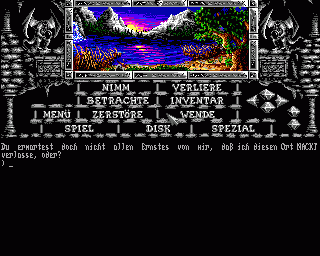 NIMM VERLIERE
BETRACHTE INVENTAR
MENÜ ZERSTÖRE WENDE
SPIEL DISK SPEZIAL
Du erwartest doch nicht allen Ernstes von mir, daß ich diesen Ort NACKT
verlasse, oder?
) _